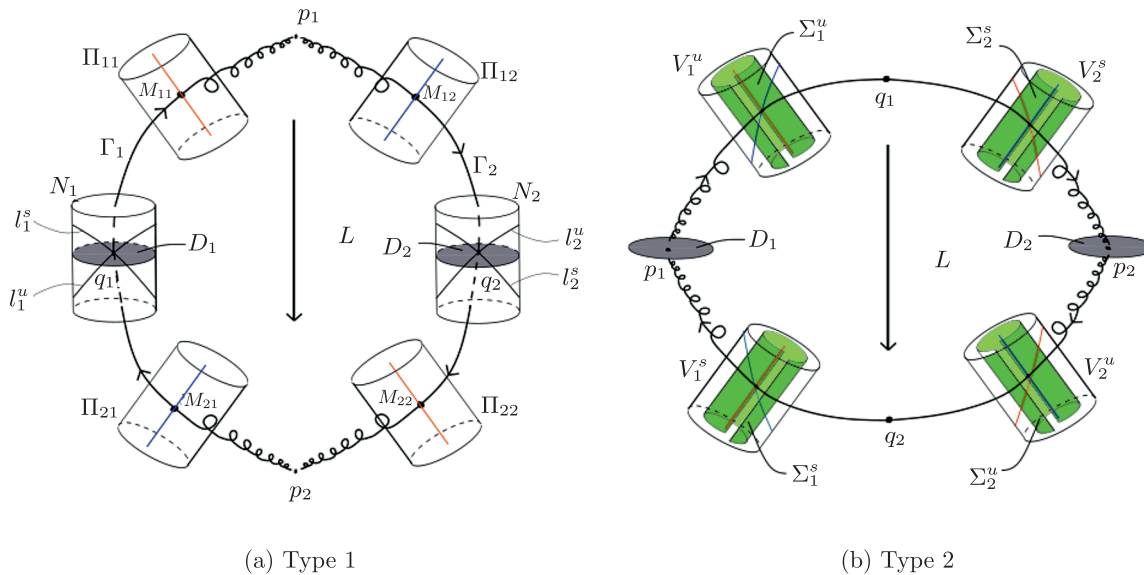 p₁
Π₁₁
Π₁₂
M₁₁
M₁₂
Γ₁
Γ₂
N₁
N₂
l₁ˢ
D₁
L
D₂
l₂ᵘ
l₁ᵘ
q₁
q₂
l₂ˢ
Π₂₁
M₂₁
M₂₂
Π₂₂
p₂
(a) Type 1
Σ₁ᵘ
Σ₂ˢ
V₁ᵘ
V₂ˢ
q₁
D₁
D₂
p₁
L
p₂
V₁ˢ
V₂ᵘ
q₂
Σ₁ˢ
Σ₂ᵘ
(b) Type 2